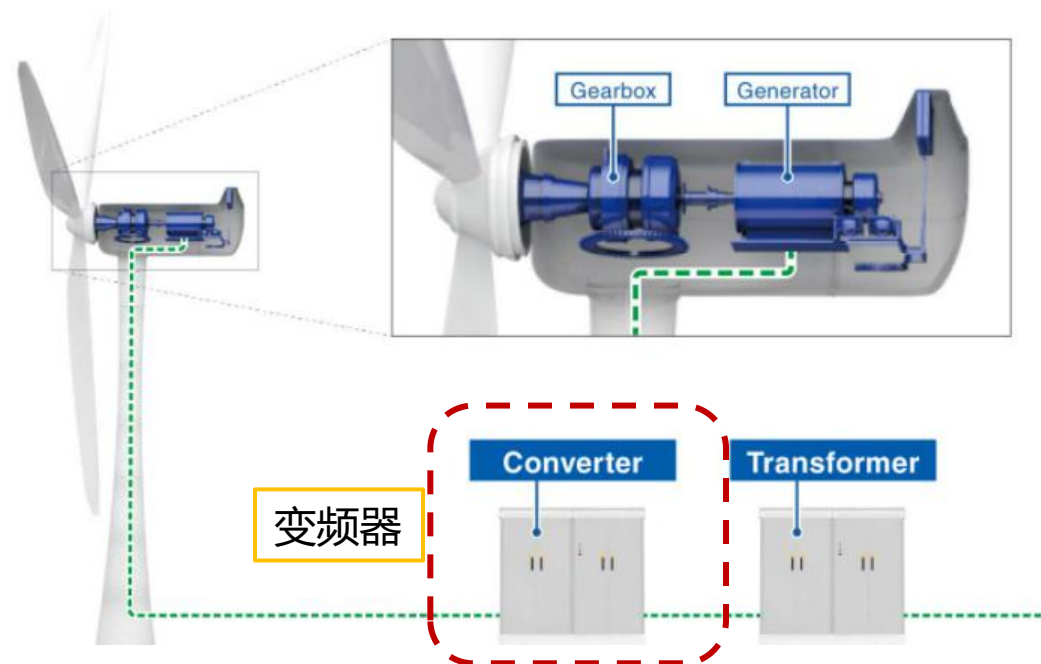 Gearbox
Generator
Converter
Transformer
变频器